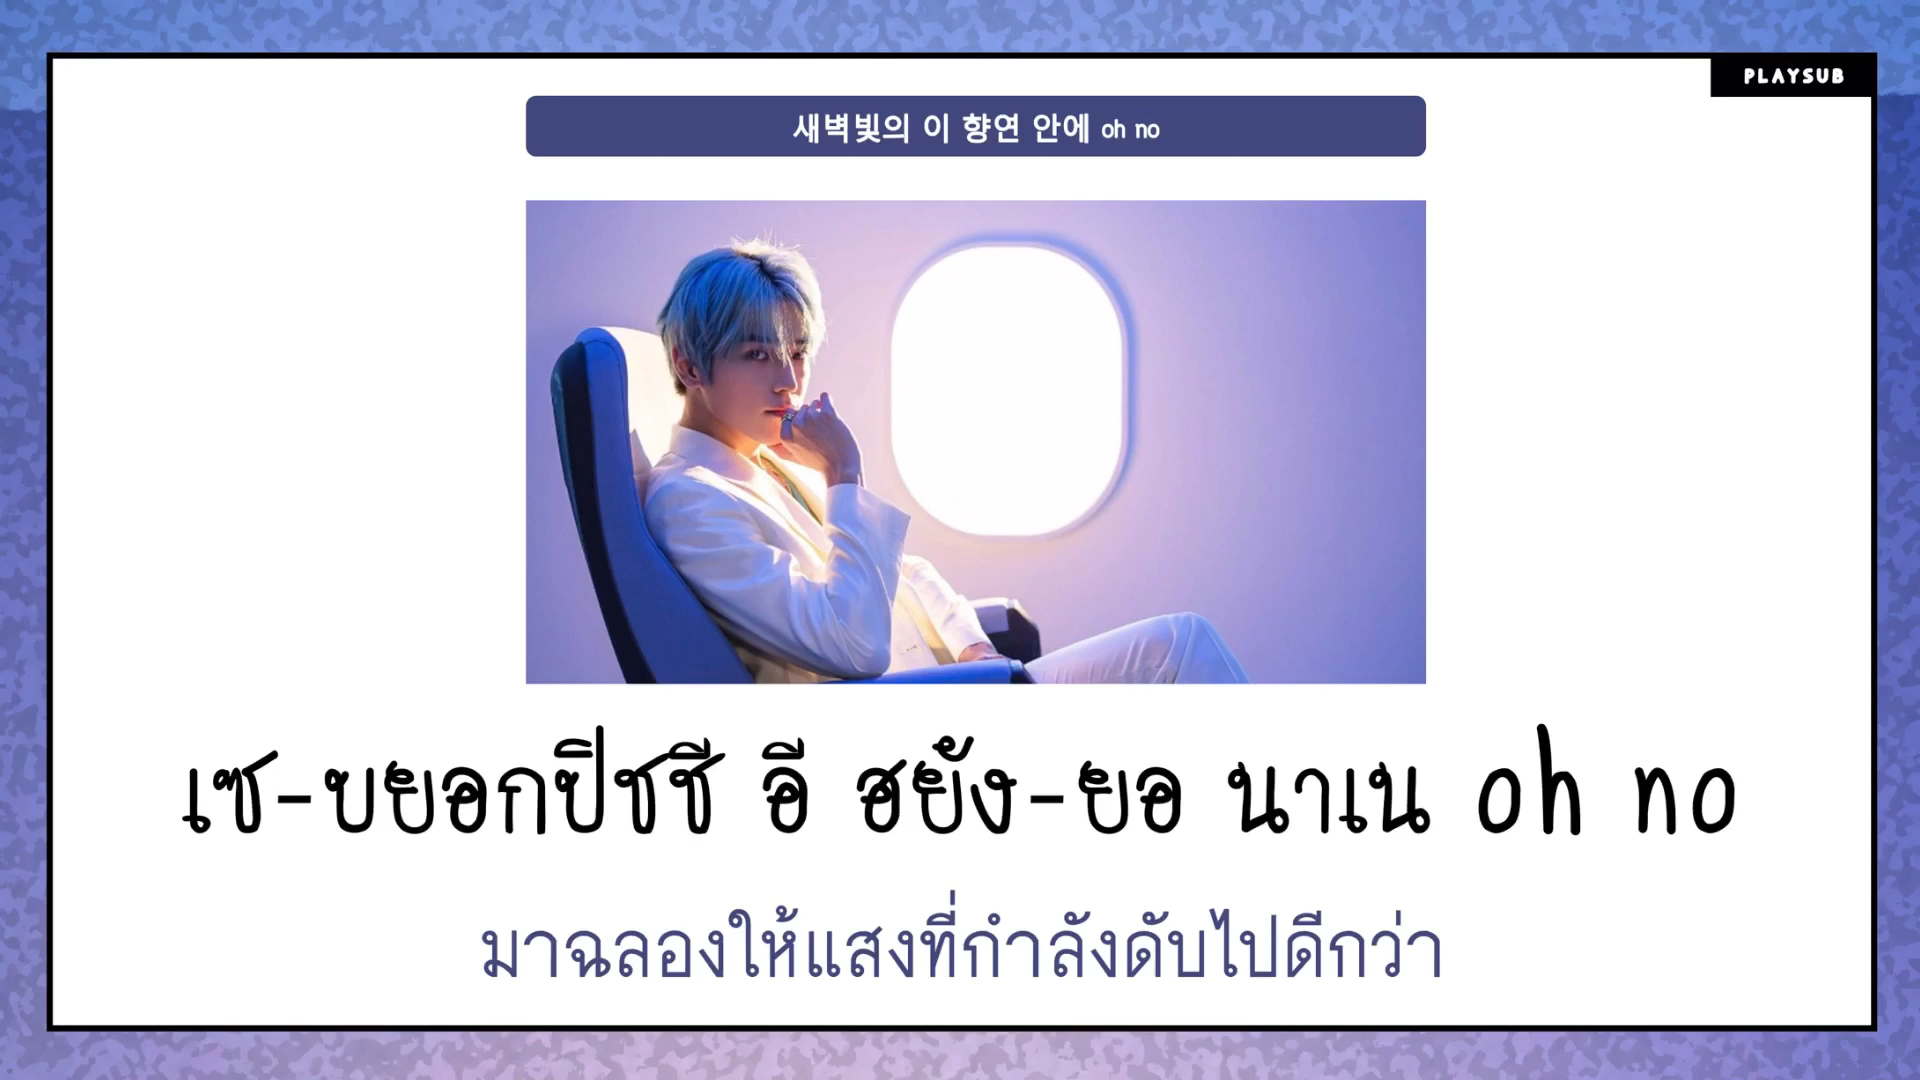 PLAYSUB
새벽빛의 이 향연 안에 oh no
เซ-บยอกปิชชี อี ฮยัง-ยอ นาเน oh no
มาฉลองให้แสงที่กำลังดับไปดีกว่า